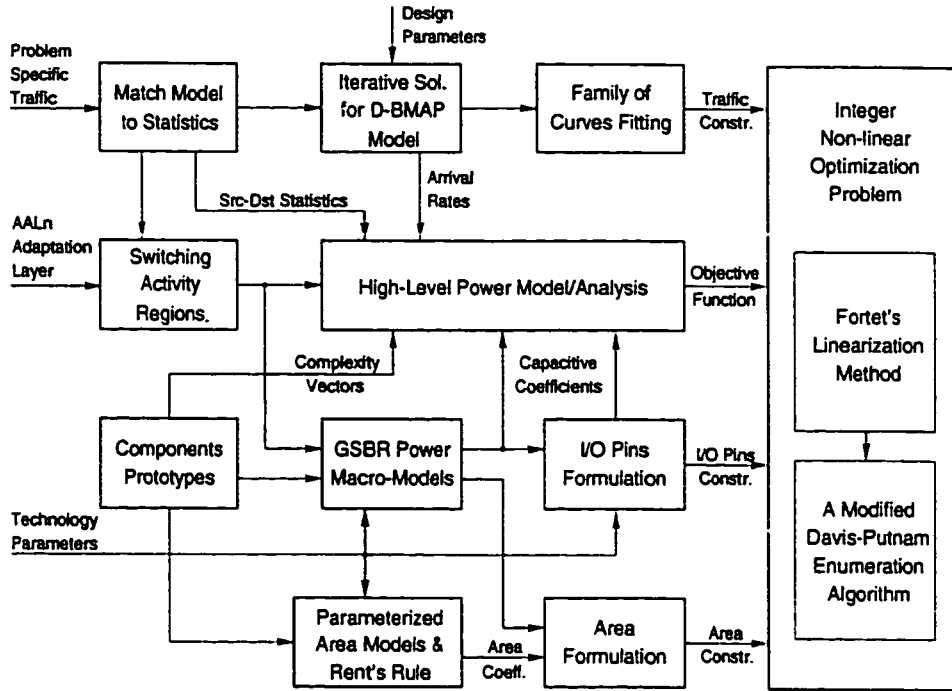 Design
Parameters
Problem
Specific
Traffic
Match Model
to Statistics
Iterative Sol.
for D-BMAP
Model
Family of
Curves Fitting
Traffic
Constr.
Integer
Non-linear
Optimization
Problem
Src-Dst Statistics
Arrival
Rates
AALn
Adaptation
Layer
Switching
Activity
Regions.
High-Level Power Model/Analysis
Objective
Function
Fortet's
Linearization
Method
Complexity
Vectors
Capacitive
Coefficients
Components
Prototypes
GSBR Power
Macro-Models
I/O Pins
Formulation
I/O Pins
Constr.
Technology
Parameters
A Modified
Davis-Putnam
Enumeration
Algorithm
Parameterized
Area Models &
Rent's Rule
Area
Coeff.
Area
Formulation
Area
Constr.